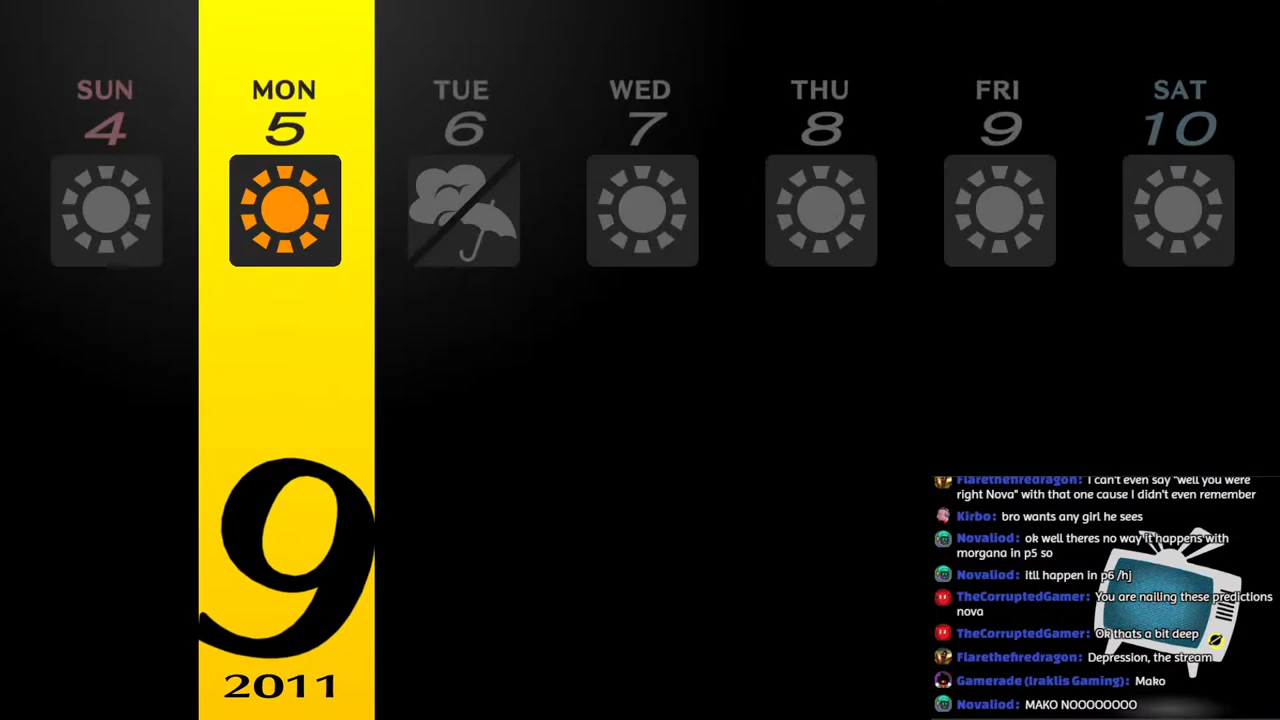 SUN MON TUE WED THU FRI SAT
4 5 6 7 8 9 10
9
2011
Flarethefiredragon: I can't even say "well you were
right Nova" with that one cause I didn't even remember
Kirbo: bro wants any girl he sees
Novaliod: ok well theres no way it happens with
morgana in p5 so
Novaliod: itll happen in p6 /hj
TheCorruptedGamer: You are nailing these predictions
nova
TheCorruptedGamer: Ok thats a bit deep
Flarethefiredragon: Depression, the stream
Gamerade (Iraklis Gaming): Mako
Novaliod: MAKO NOOOOOOOO